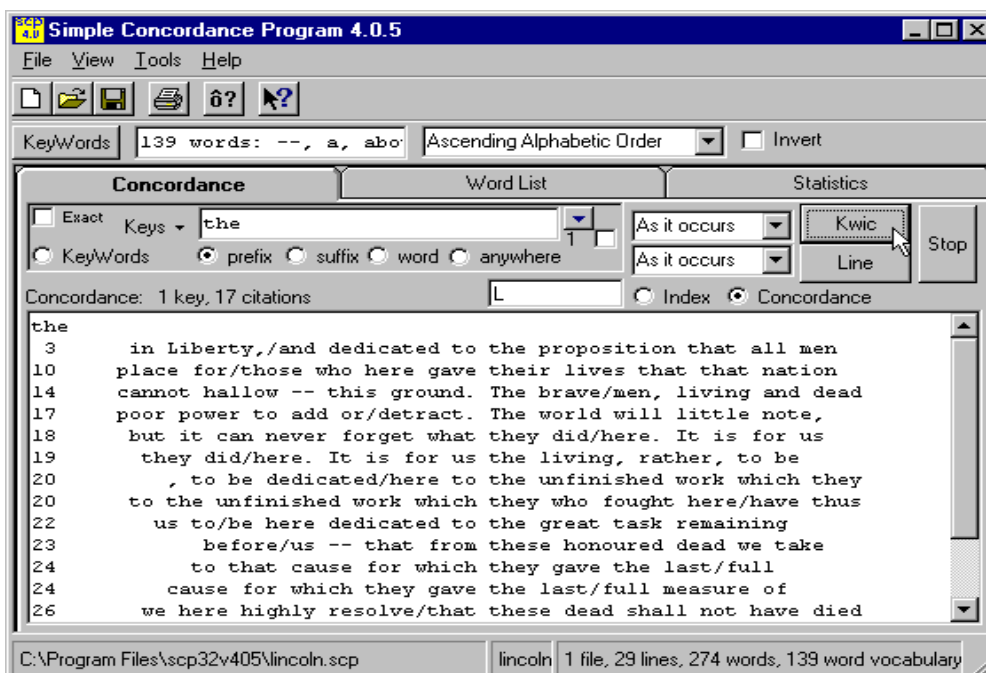 scp 4.0 Simple Concordance Program 4.0.5
File View Tools Help
ô? ?
KeyWords 139 words: --, a, abo Ascending Alphabetic Order Invert
Concordance Word List Statistics
Exact Keys the 1 As it occurs Kwic Stop
KeyWords prefix suffix word anywhere As it occurs Line
Concordance: 1 key, 17 citations L Index Concordance
the
3 in Liberty,/and dedicated to the proposition that all men
10 place for/those who here gave their lives that that nation
14 cannot hallow -- this ground. The brave/men, living and dead
17 poor power to add or/detract. The world will little note,
18 but it can never forget what they did/here. It is for us
19 they did/here. It is for us the living, rather, to be
20 , to be dedicated/here to the unfinished work which they
20 to the unfinished work which they who fought here/have thus
22 us to/be here dedicated to the great task remaining
23 before/us -- that from these honoured dead we take
24 to that cause for which they gave the last/full
24 cause for which they gave the last/full measure of
26 we here highly resolve/that these dead shall not have died
C:\Program Files\scp32v405\lincoln.scp lincoln 1 file, 29 lines, 274 words, 139 word vocabulary